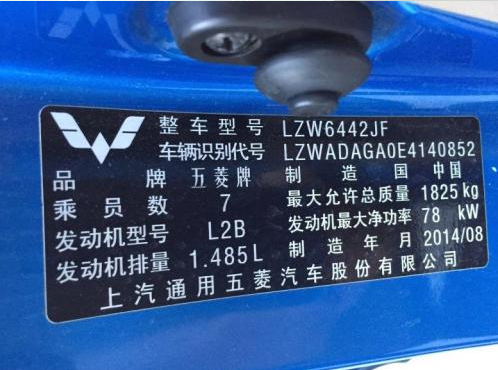 整车型号 LZW6442JF
车辆识别代号 LZWADAGA0E4140852
品牌 五菱牌 制造国 中国
乘员数 7 最大允许总质量 1825 kg
发动机型号 L2B 发动机最大净功率 78 kW
发动机排量 1.485L 制造年月 2014/08
上汽通用五菱汽车股份有限公司